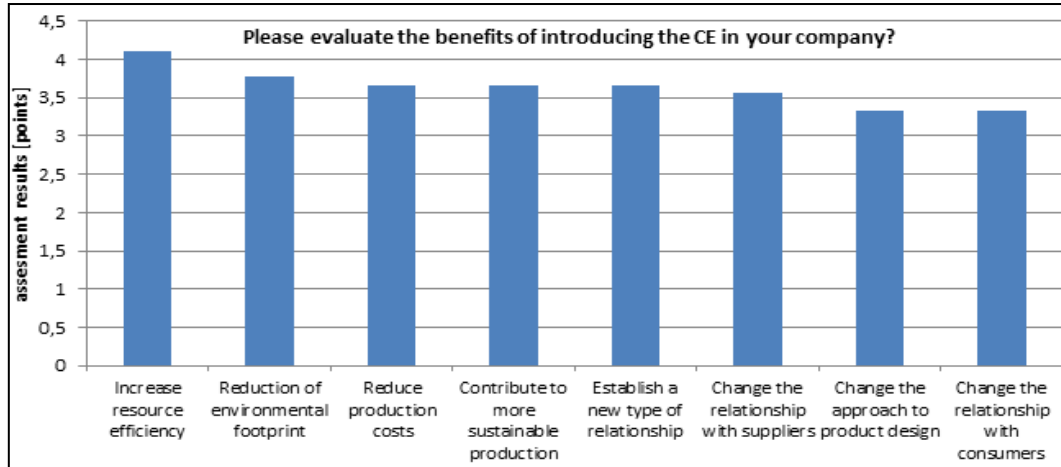 Please evaluate the benefits of introducing the CE in your company?
assesment results [points]
4,5
4
3,5
3
2,5
2
1,5
1
0,5
0
Increase
resource
efficiency
Reduction of
environmental
footprint
Reduce
production
costs
Contribute to
more
sustainable
production
Establish a
new type of
relationship
Change the
relationship
with suppliers
Change the
approach to
product design
Change the
relationship
with
consumers